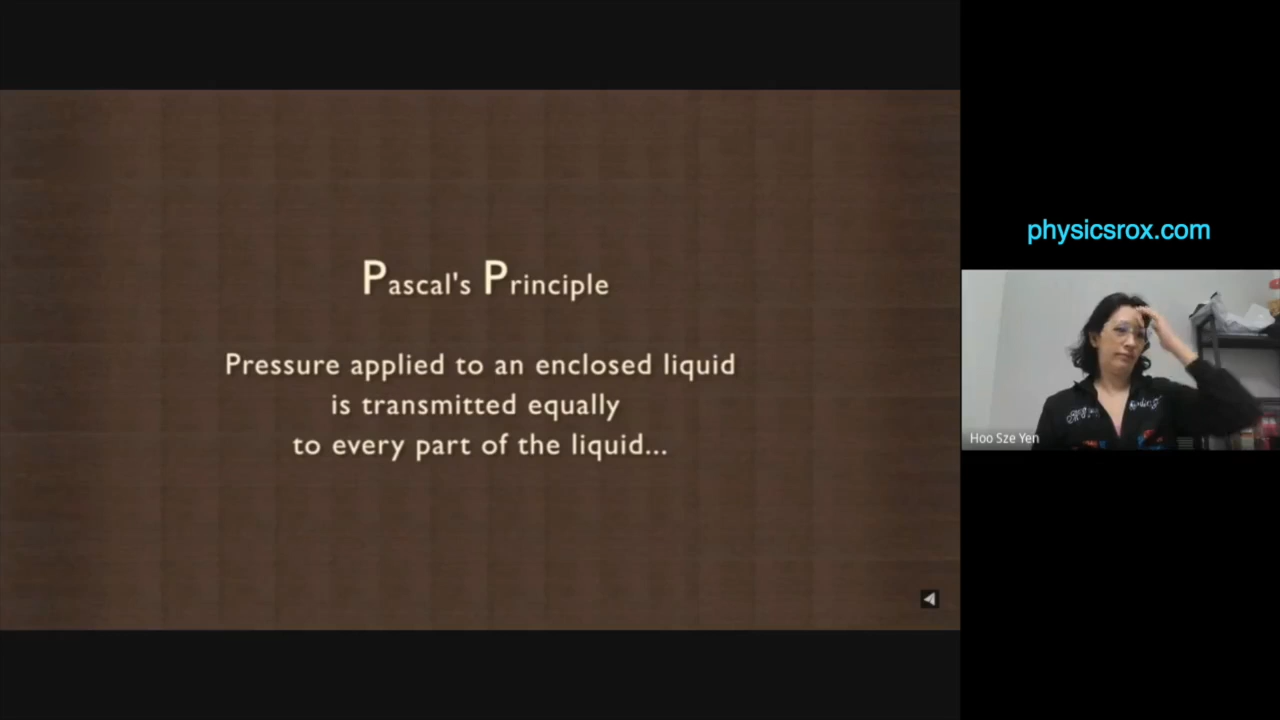 Pascal's Principle
Pressure applied to an enclosed liquid
is transmitted equally
to every part of the liquid...
physicsrox.com
Hoo Sze Yen